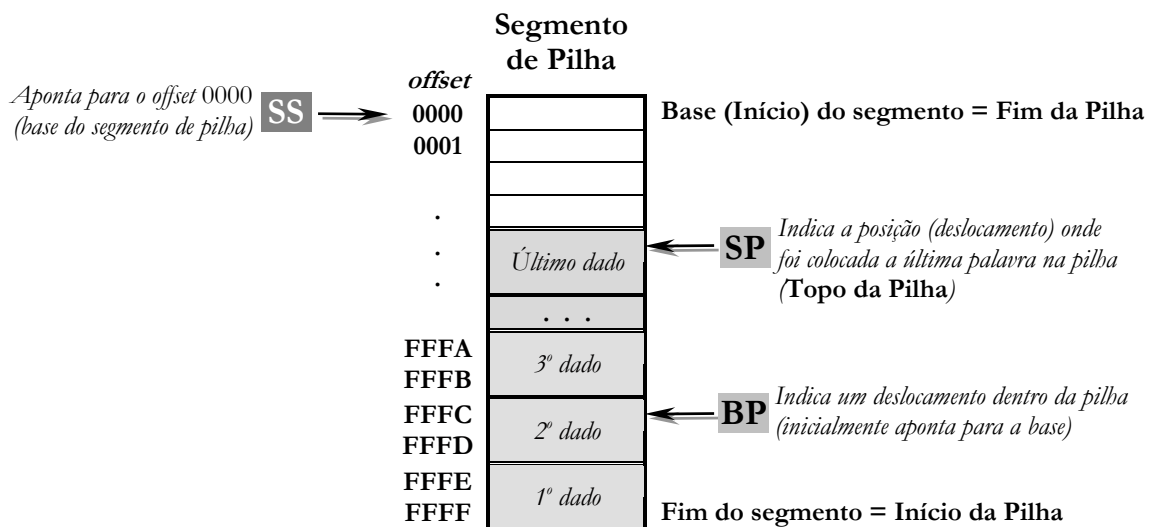 Segmento
de Pilha
offset
Aponta para o offset 0000
(base do segmento de pilha)
SS
0000
Base (Início) do segmento = Fim da Pilha
0001
.
.
.
Último dado
SP
Indica a posição (deslocamento) onde
foi colocada a última palavra na pilha
(Topo da Pilha)
. . .
FFFA
FFFB
3º dado
FFFC
FFFD
2º dado
BP
Indica um deslocamento dentro da pilha
(inicialmente aponta para a base)
FFFE
FFFF
1º dado
Fim do segmento = Início da Pilha